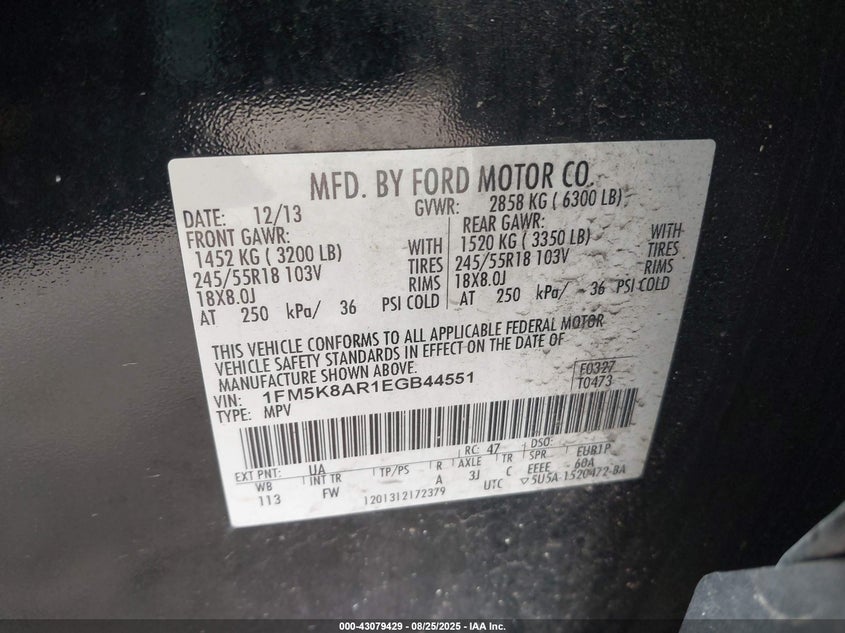 MFD. BY FORD MOTOR CO.
DATE: 12/13 GVWR: 2858 KG ( 6300 LB)
FRONT GAWR: REAR GAWR:
1452 KG ( 3200 LB) WITH 1520 KG ( 3350 LB) WITH
245/55R18 103V TIRES 245/55R18 103V TIRES
18X8.0J RIMS 18X8.0J RIMS
AT 250 kPa/ 36 PSI COLD AT 250 kPa/ 36 PSI COLD
THIS VEHICLE CONFORMS TO ALL APPLICABLE FEDERAL MOTOR
VEHICLE SAFETY STANDARDS IN EFFECT ON THE DATE OF
MANUFACTURE SHOWN ABOVE.
VIN: 1FM5K8AR1EGB44551 F0327
TYPE: MPV T0473
EXT PNT: UA RC: 47 DSO:
WB INT TR TP/PS R AXLE TR SPR EUB1P
113 FW A 3J C EEEE 60A
1201312172379 UTC ▽5U5A-1520472-BA
000-43079429 - 08/25/2025 - IAA Inc.